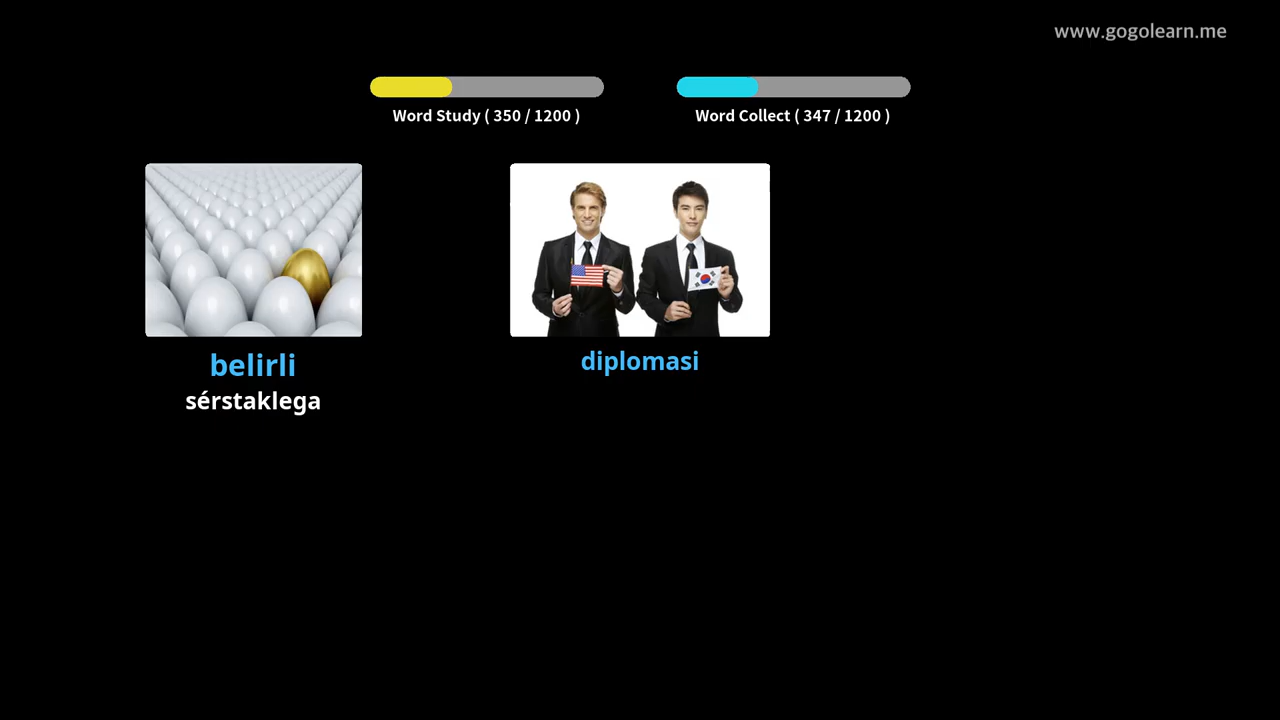 www.gogolearn.me
Word Study ( 350 / 1200 )
Word Collect ( 347 / 1200 )
belirli
sérstaklega
diplomasi